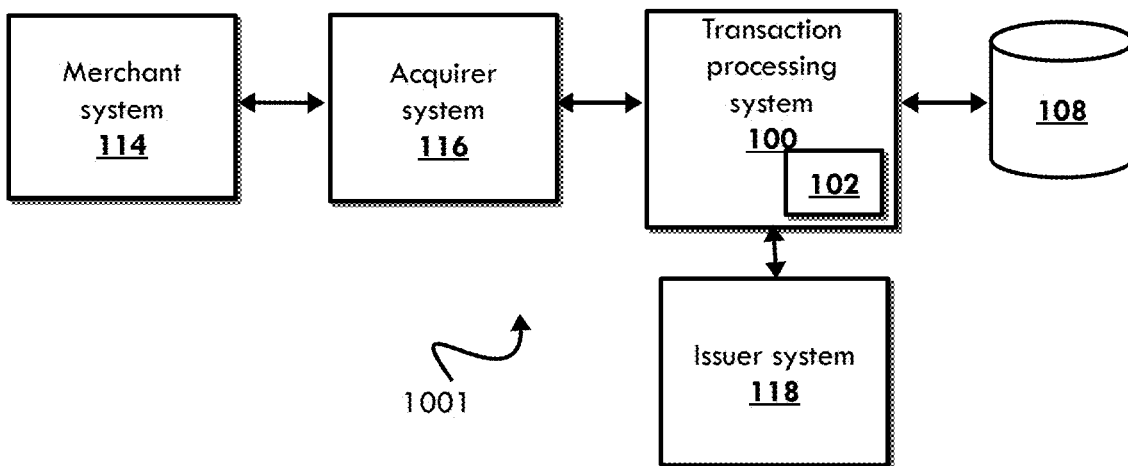 Merchant
system
114
Acquirer
system
116
Transaction
processing
system
100
102
108
Issuer system
118
1001